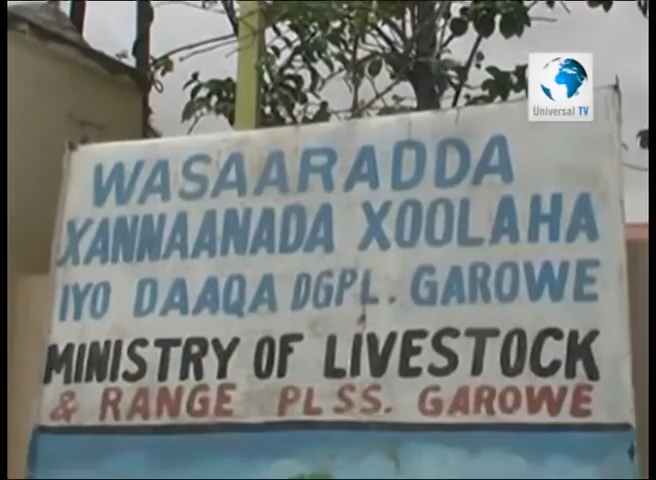 Universal TV
WASAARADDA
XANNAANADA XOOLAHA
IYO DAAQA DGPL. GAROWE
MINISTRY OF LIVESTOCK
& RANGE PLSS. GAROWE